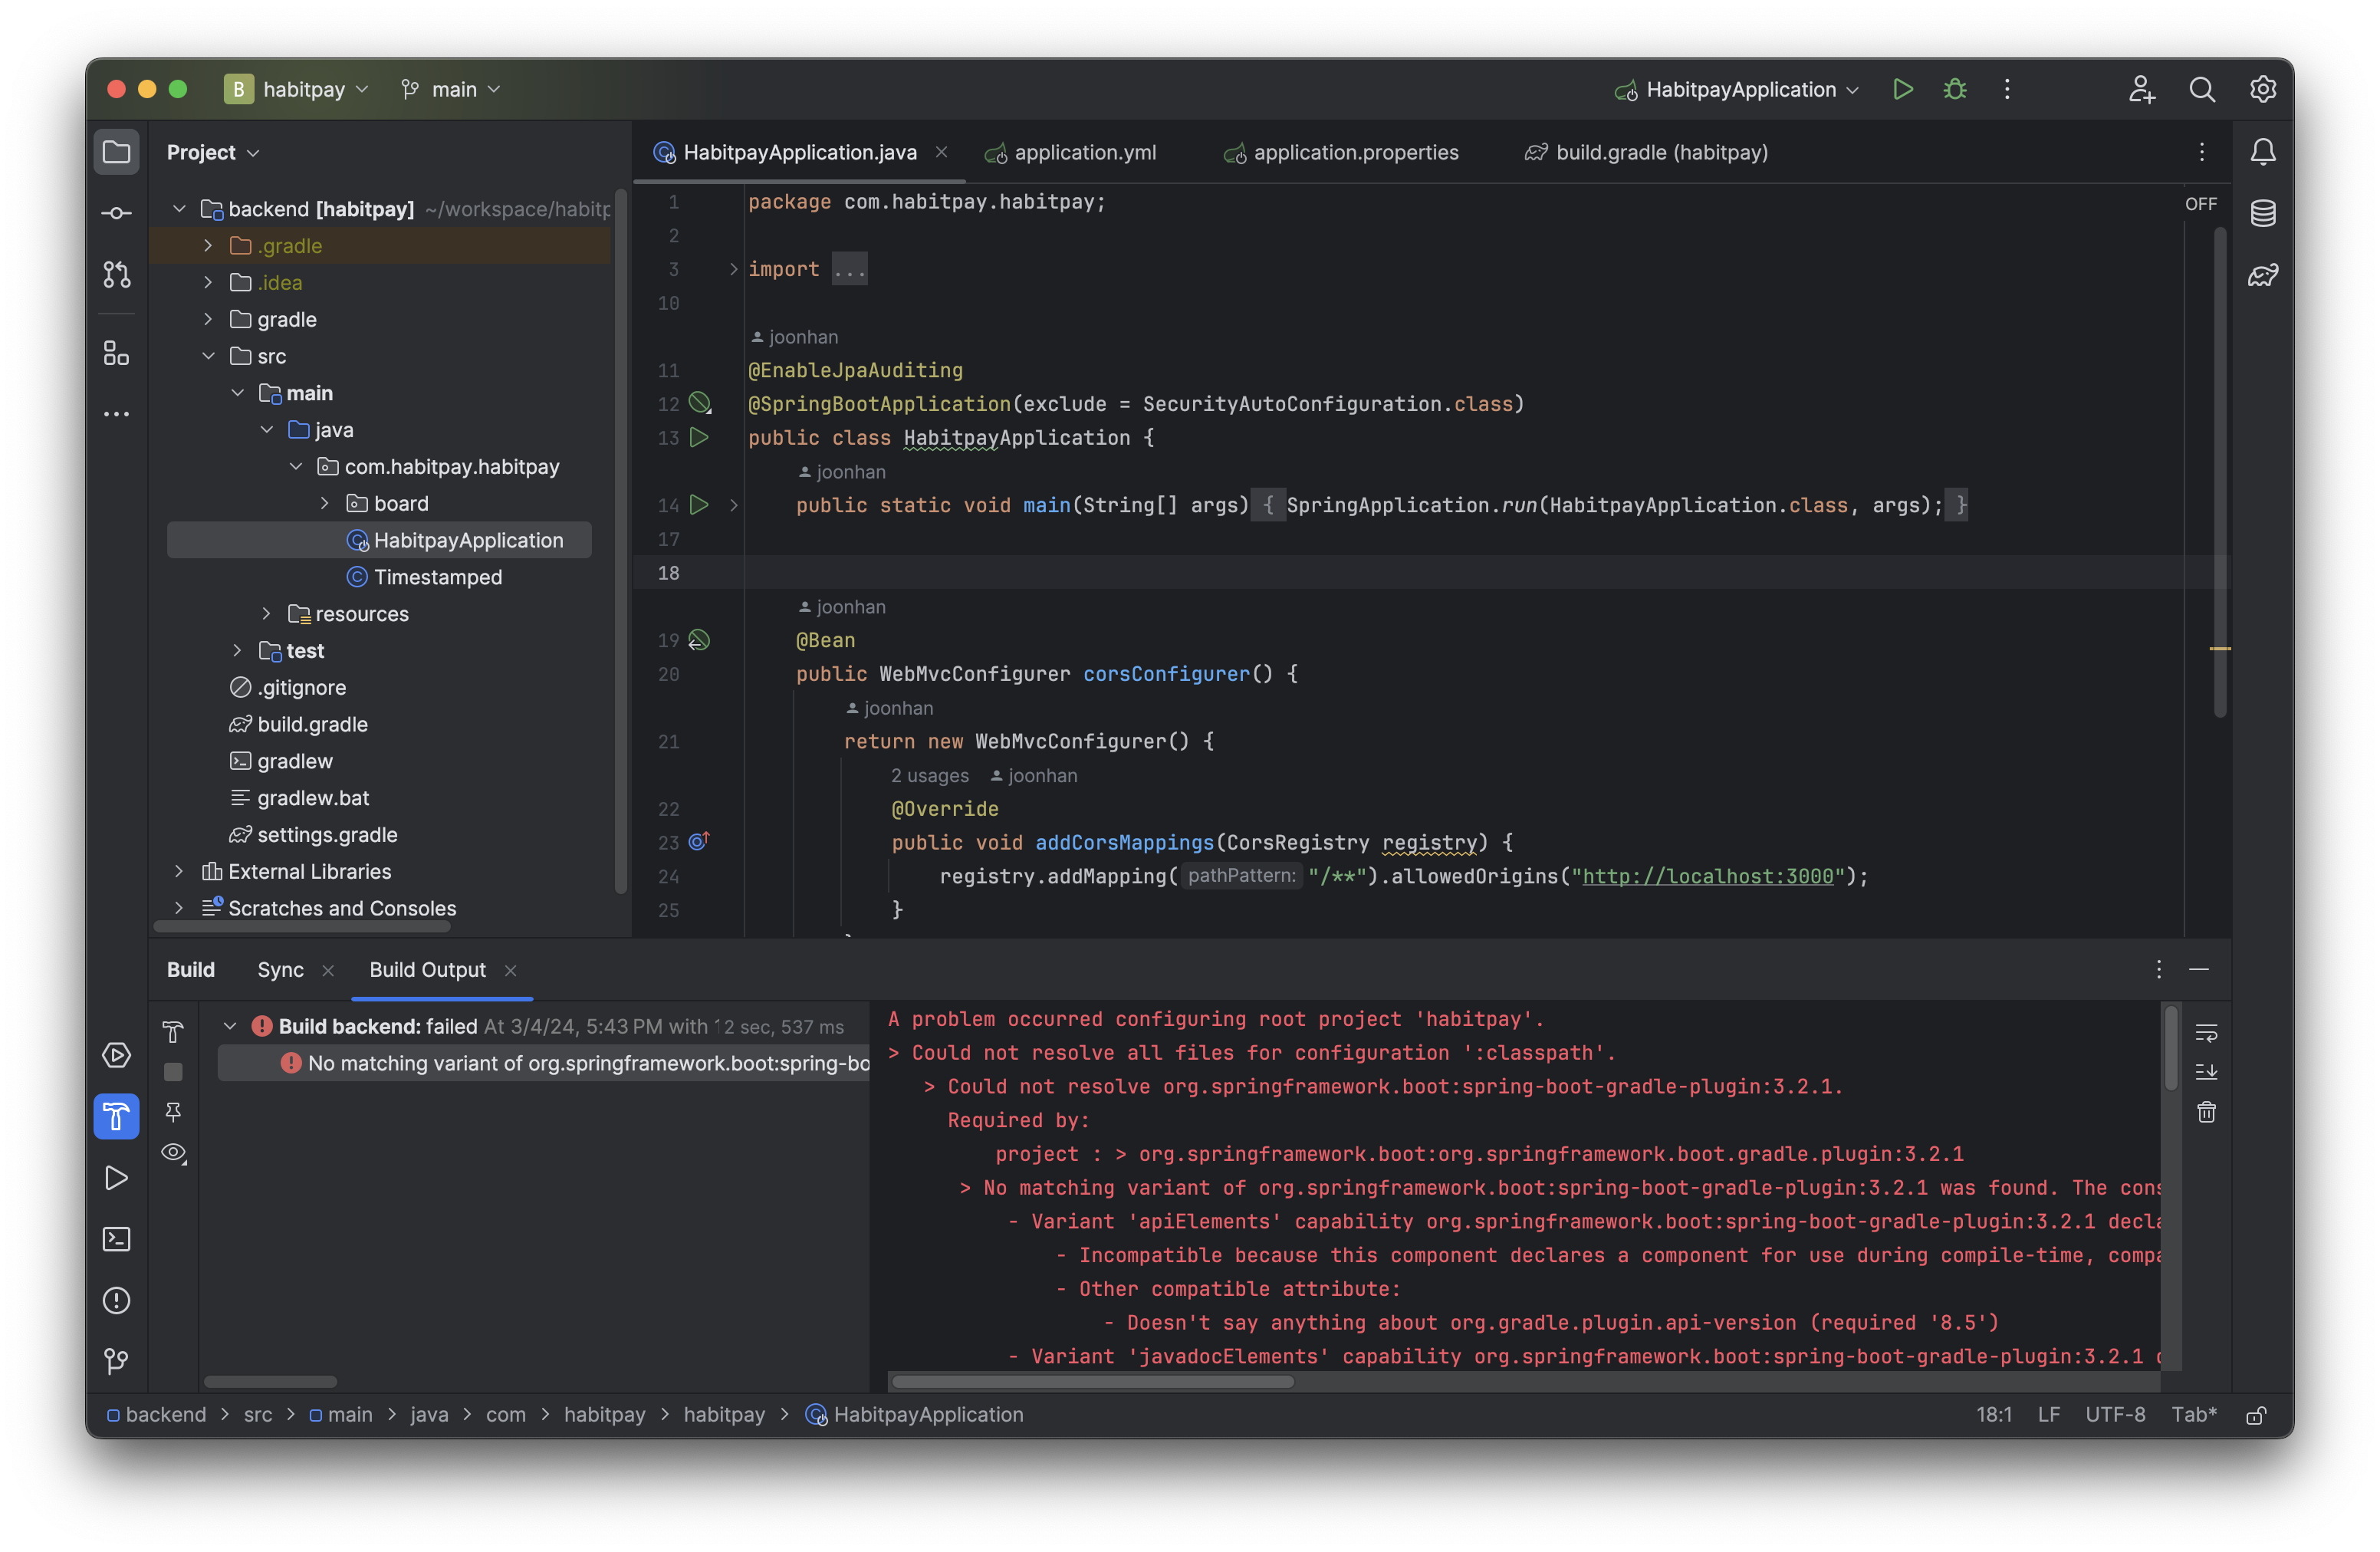 B habitpay
main
HabitpayApplication
Project
backend [habitpay] ~/workspace/habitp
.gradle
.idea
gradle
src
main
java
com.habitpay.habitpay
board
HabitpayApplication
Timestamped
resources
test
.gitignore
build.gradle
gradlew
gradlew.bat
settings.gradle
External Libraries
Scratches and Consoles
HabitpayApplication.java
application.yml
application.properties
build.gradle (habitpay)
OFF
1 package com.habitpay.habitpay;
2
3 import ...
10
joonhan
11 @EnableJpaAuditing
12 @SpringBootApplication(exclude = SecurityAutoConfiguration.class)
13 public class HabitpayApplication {
joonhan
14 public static void main(String[] args) { SpringApplication.run(HabitpayApplication.class, args); }
17
18
joonhan
19 @Bean
20 public WebMvcConfigurer corsConfigurer() {
joonhan
21 return new WebMvcConfigurer() {
2 usages joonhan
22 @Override
23 public void addCorsMappings(CorsRegistry registry) {
24 registry.addMapping( pathPattern: "/**").allowedOrigins("http://localhost:3000");
25 }
Build
Sync
Build Output
Build backend: failed At 3/4/24, 5:43 PM with 12 sec, 537 ms
No matching variant of org.springframework.boot:spring-bo
A problem occurred configuring root project 'habitpay'.
> Could not resolve all files for configuration ':classpath'.
> Could not resolve org.springframework.boot:spring-boot-gradle-plugin:3.2.1.
Required by:
project : > org.springframework.boot:org.springframework.boot.gradle.plugin:3.2.1
> No matching variant of org.springframework.boot:spring-boot-gradle-plugin:3.2.1 was found. The cons
- Variant 'apiElements' capability org.springframework.boot:spring-boot-gradle-plugin:3.2.1 decla
- Incompatible because this component declares a component for use during compile-time, compa
- Other compatible attribute:
- Doesn't say anything about org.gradle.plugin.api-version (required '8.5')
- Variant 'javadocElements' capability org.springframework.boot:spring-boot-gradle-plugin:3.2.1
backend > src > main > java > com > habitpay > habitpay > HabitpayApplication
18:1 LF UTF-8 Tab*